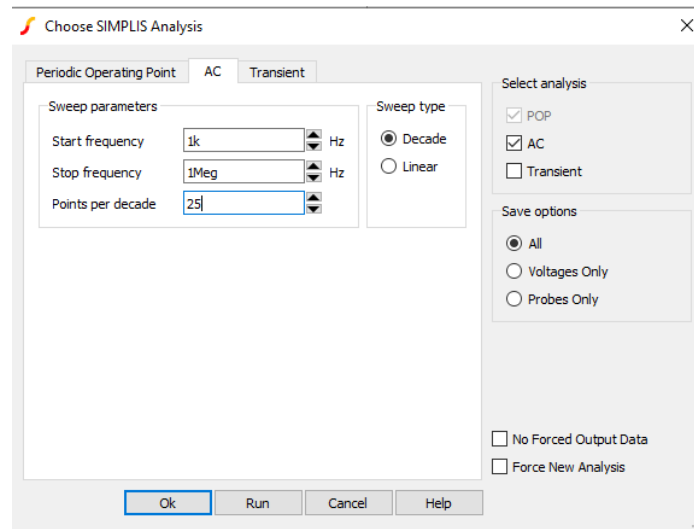 Choose SIMPLIS Analysis
Periodic Operating Point AC Transient
Sweep parameters
Start frequency 1k Hz
Stop frequency 1Meg Hz
Points per decade 25
Sweep type
Decade
Linear
Select analysis
POP
AC
Transient
Save options
All
Voltages Only
Probes Only
No Forced Output Data
Force New Analysis
Ok Run Cancel Help